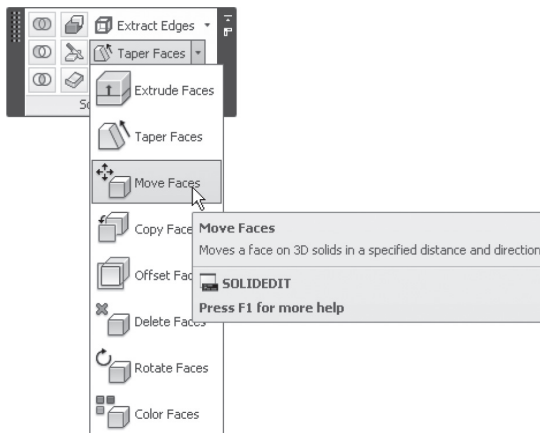 Extract Edges
Taper Faces
Extrude Faces
Taper Faces
Move Faces
Copy Face
Move Faces
Moves a face on 3D solids in a specified distance and direction
Offset Fac
SOLIDEDIT
Press F1 for more help
Delete Faces
Rotate Faces
Color Faces